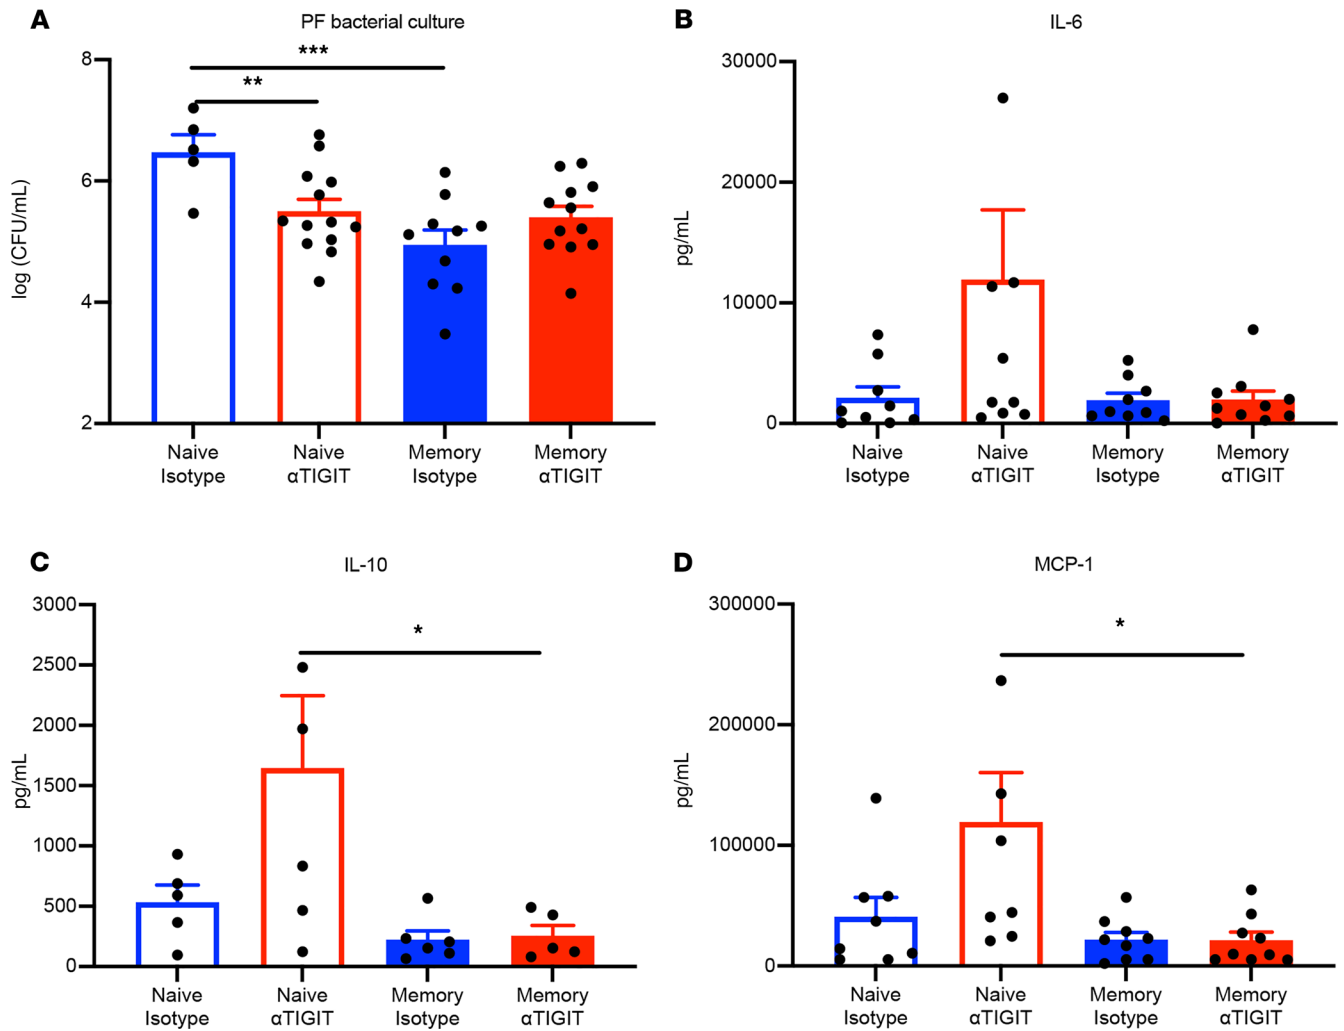 A
PF bacterial culture
log (CFU/mL)
8
6
4
2
***
**
Naive
Isotype
Naive
αTIGIT
Memory
Isotype
Memory
αTIGIT
B
IL-6
pg/mL
30000
20000
10000
0
Naive
Isotype
Naive
αTIGIT
Memory
Isotype
Memory
αTIGIT
C
IL-10
pg/mL
3000
2500
2000
1500
1000
500
0
*
Naive
Isotype
Naive
αTIGIT
Memory
Isotype
Memory
αTIGIT
D
MCP-1
pg/mL
300000
200000
100000
0
*
Naive
Isotype
Naive
αTIGIT
Memory
Isotype
Memory
αTIGIT